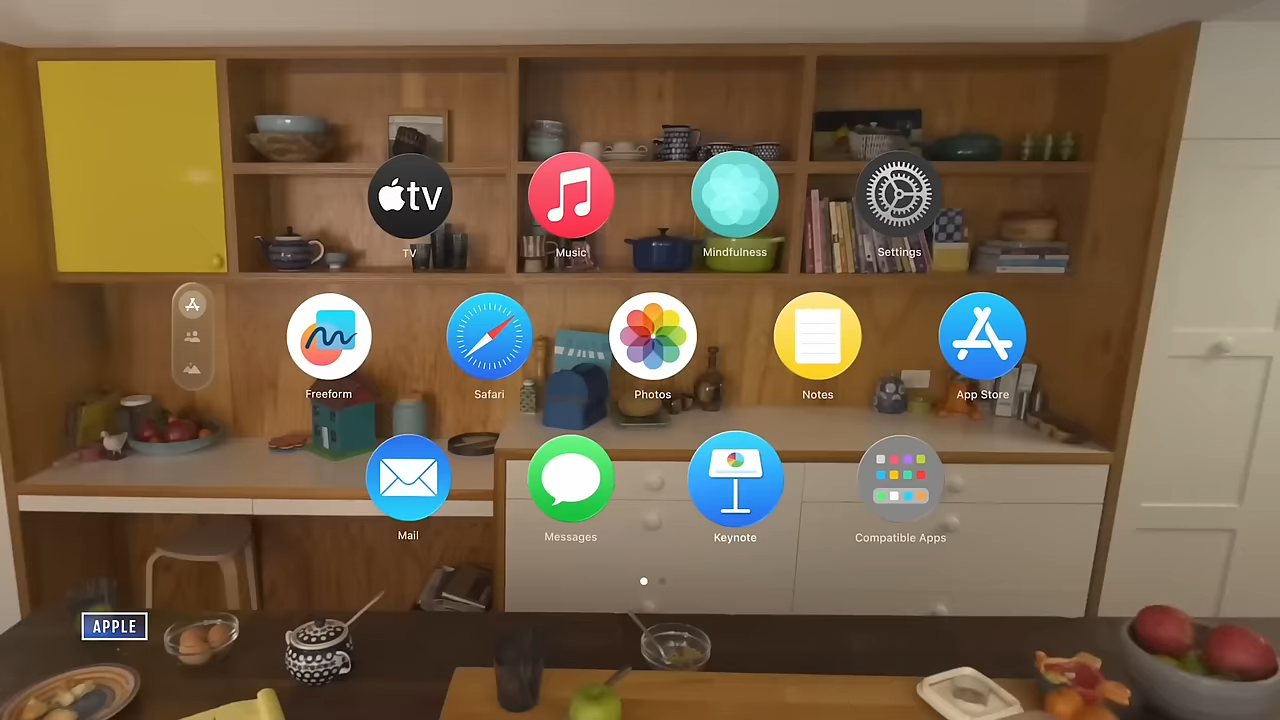 tv
TV
Music
Mindfulness
Settings
Freeform
Safari
Photos
Notes
App Store
Mail
Messages
Keynote
Compatible Apps
APPLE